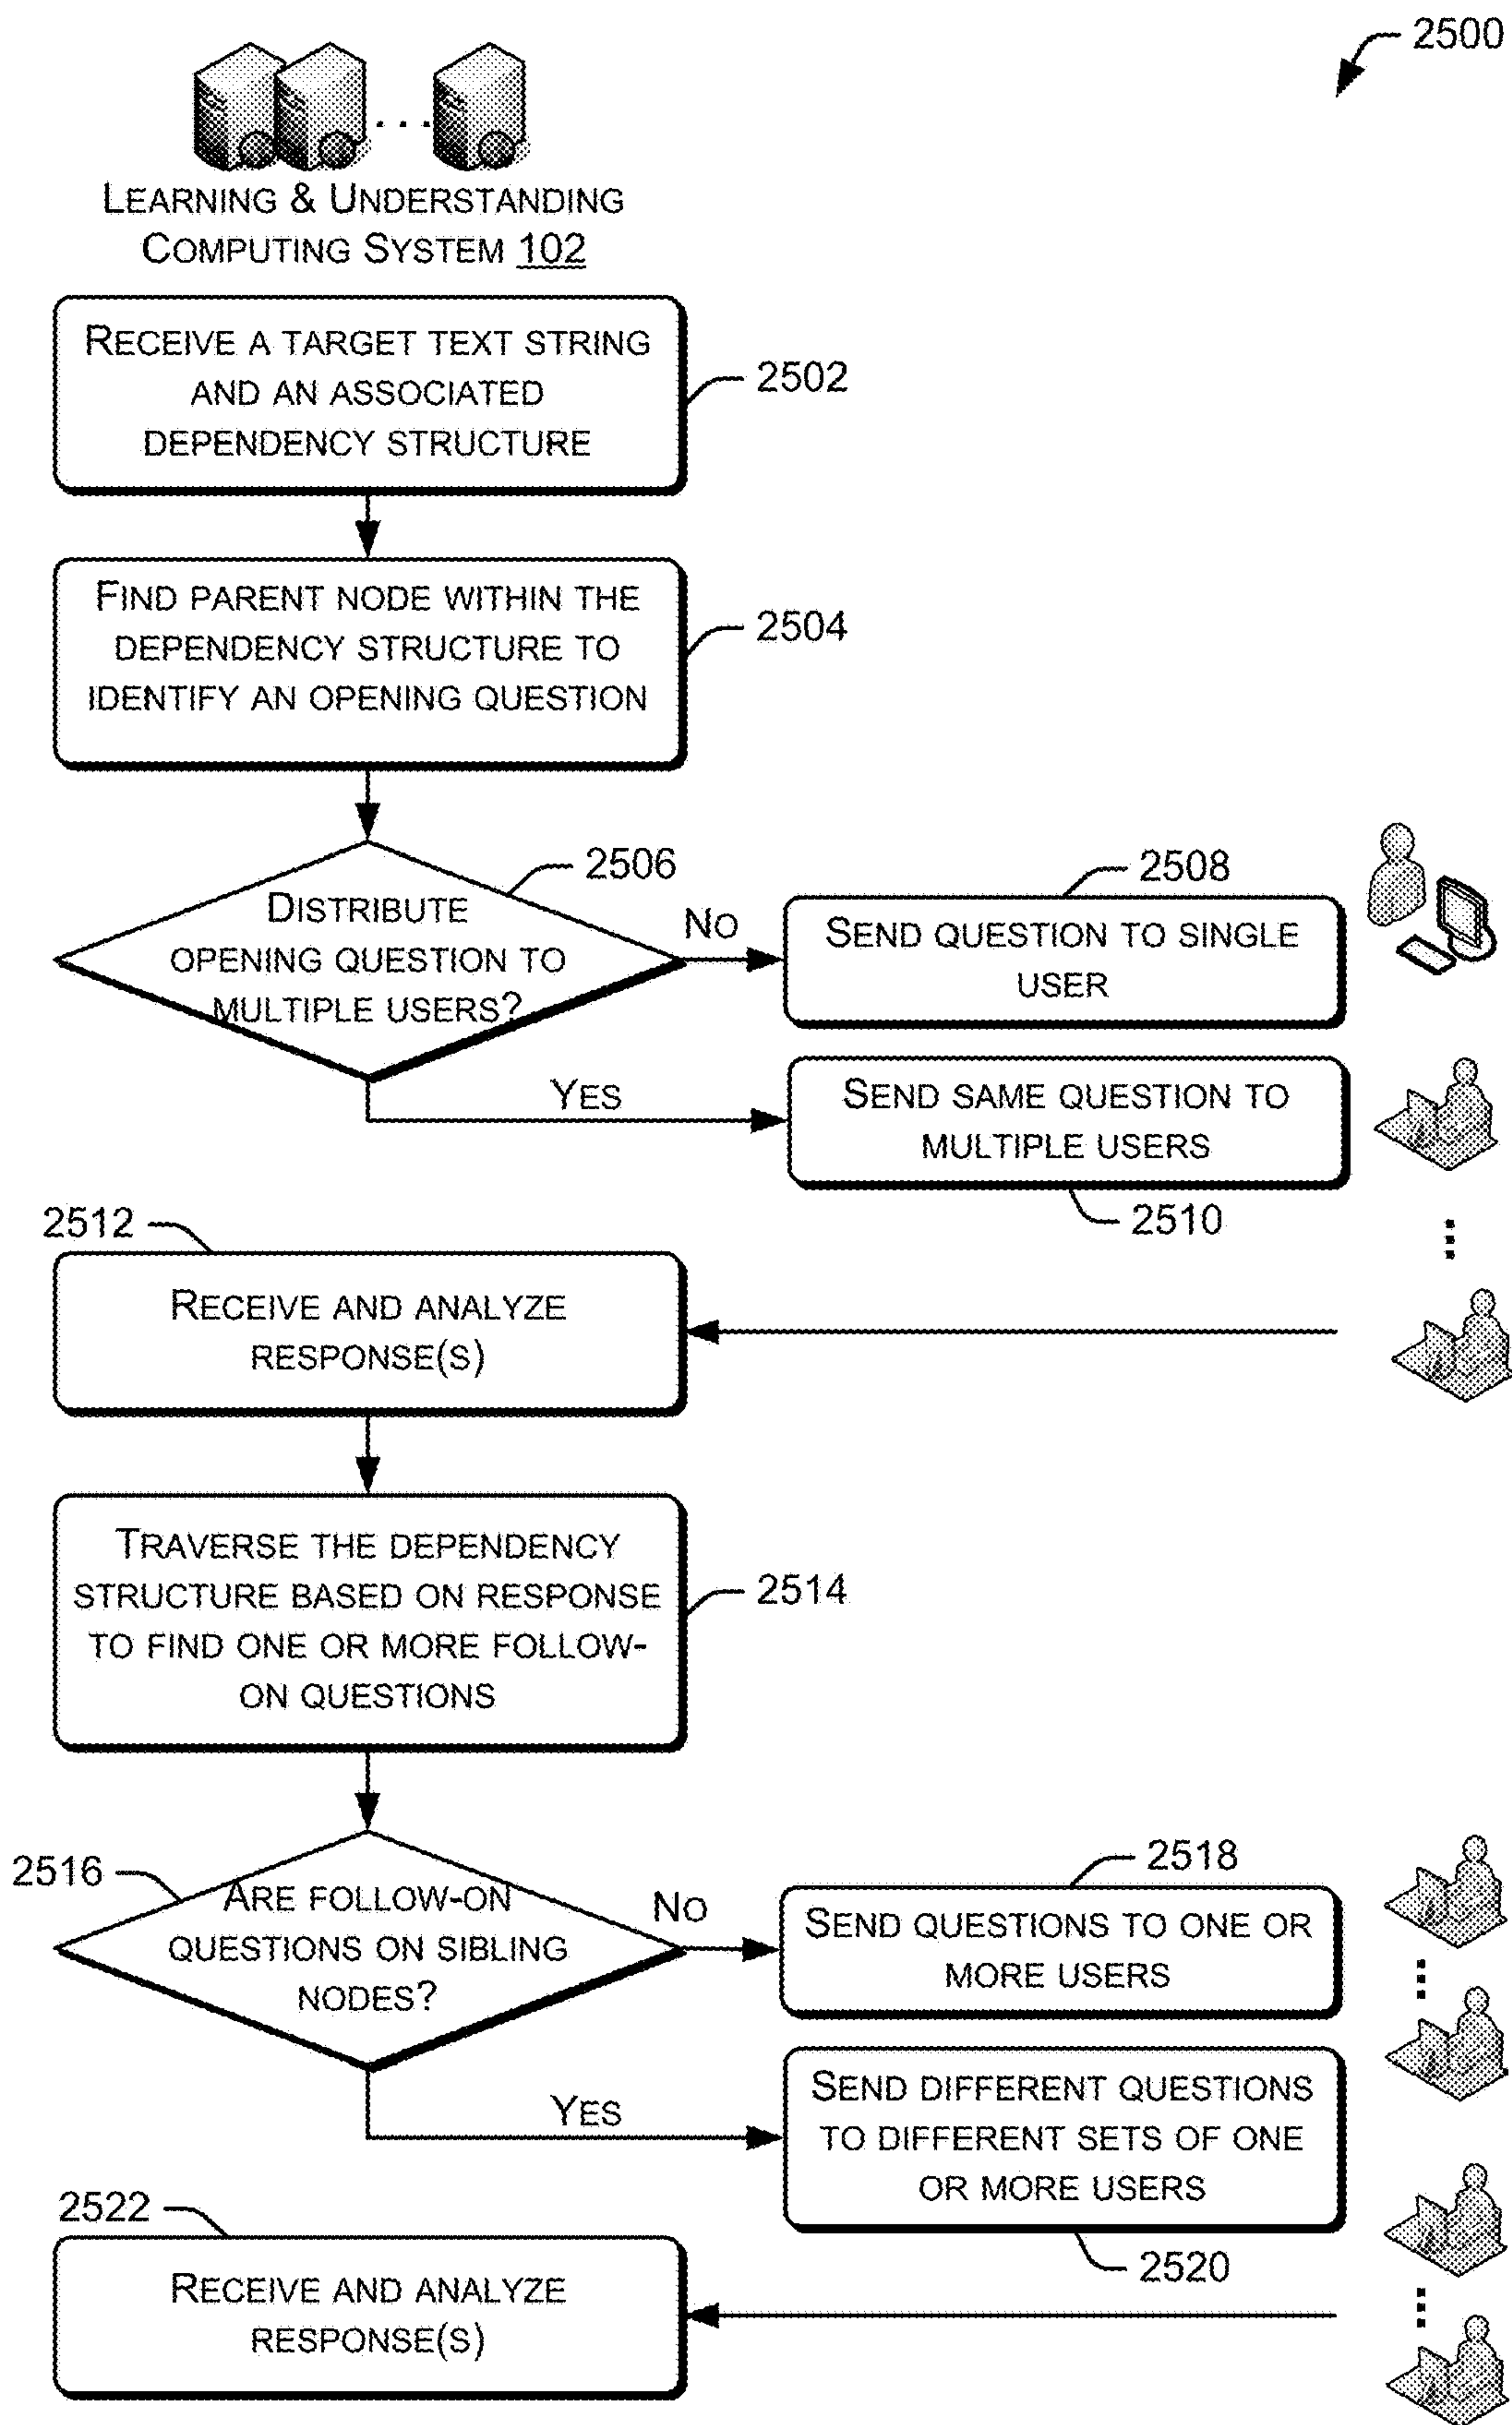 2500
LEARNING & UNDERSTANDING
COMPUTING SYSTEM 102
RECEIVE A TARGET TEXT STRING
AND AN ASSOCIATED
DEPENDENCY STRUCTURE
2502
FIND PARENT NODE WITHIN THE
DEPENDENCY STRUCTURE TO
IDENTIFY AN OPENING QUESTION
2504
2506
DISTRIBUTE
OPENING QUESTION TO
MULTIPLE USERS?
NO
2508
SEND QUESTION TO SINGLE
USER
YES
SEND SAME QUESTION TO
MULTIPLE USERS
2510
2512
RECEIVE AND ANALYZE
RESPONSE(S)
TRAVERSE THE DEPENDENCY
STRUCTURE BASED ON RESPONSE
TO FIND ONE OR MORE FOLLOW-
ON QUESTIONS
2514
2516
ARE FOLLOW-ON
QUESTIONS ON SIBLING
NODES?
NO
2518
SEND QUESTIONS TO ONE OR
MORE USERS
YES
SEND DIFFERENT QUESTIONS
TO DIFFERENT SETS OF ONE
OR MORE USERS
2520
2522
RECEIVE AND ANALYZE
RESPONSE(S)